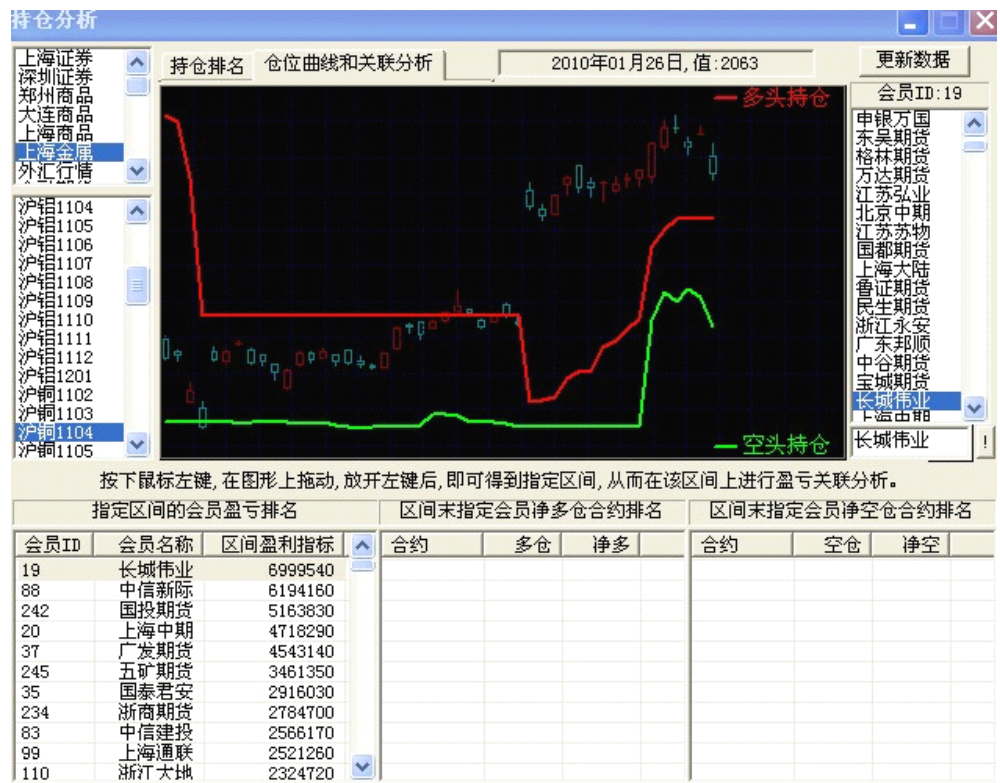 持仓分析
上海证券
深圳证券
郑州商品
大连商品
上海商品
上海金属
外汇行情
持仓排名
仓位曲线和关联分析
2010年01月26日,值:2063
更新数据
会员ID:19
多头持仓
空头持仓
沪铝1104
沪铝1105
沪铝1106
沪铝1107
沪铝1108
沪铝1109
沪铝1110
沪铝1111
沪铝1112
沪铝1201
沪铜1102
沪铜1103
沪铜1104
沪铜1105
申银万国
东吴期货
格林期货
万达期货
江苏弘业
北京中期
江苏苏物
国都期货
上海大陆
鲁证期货
民生期货
浙江永安
广东邦顺
中谷期货
宝城期货
长城伟业
上海中期
长城伟业
!
按下鼠标左键,在图形上拖动,放开左键后,即可得到指定区间,从而在该区间上进行盈亏关联分析。
指定区间的会员盈亏排名
区间末指定会员净多仓合约排名
区间末指定会员净空仓合约排名
会员ID 会员名称 区间盈利指标
合约 多仓 净多
合约 空仓 净空
19 长城伟业 6999540
88 中信新际 6194160
242 国投期货 5163830
20 上海中期 4718290
37 广发期货 4543140
245 五矿期货 3461350
35 国泰君安 2916030
234 浙商期货 2784700
83 中信建投 2566170
99 上海通联 2521260
110 浙江大地 2324720